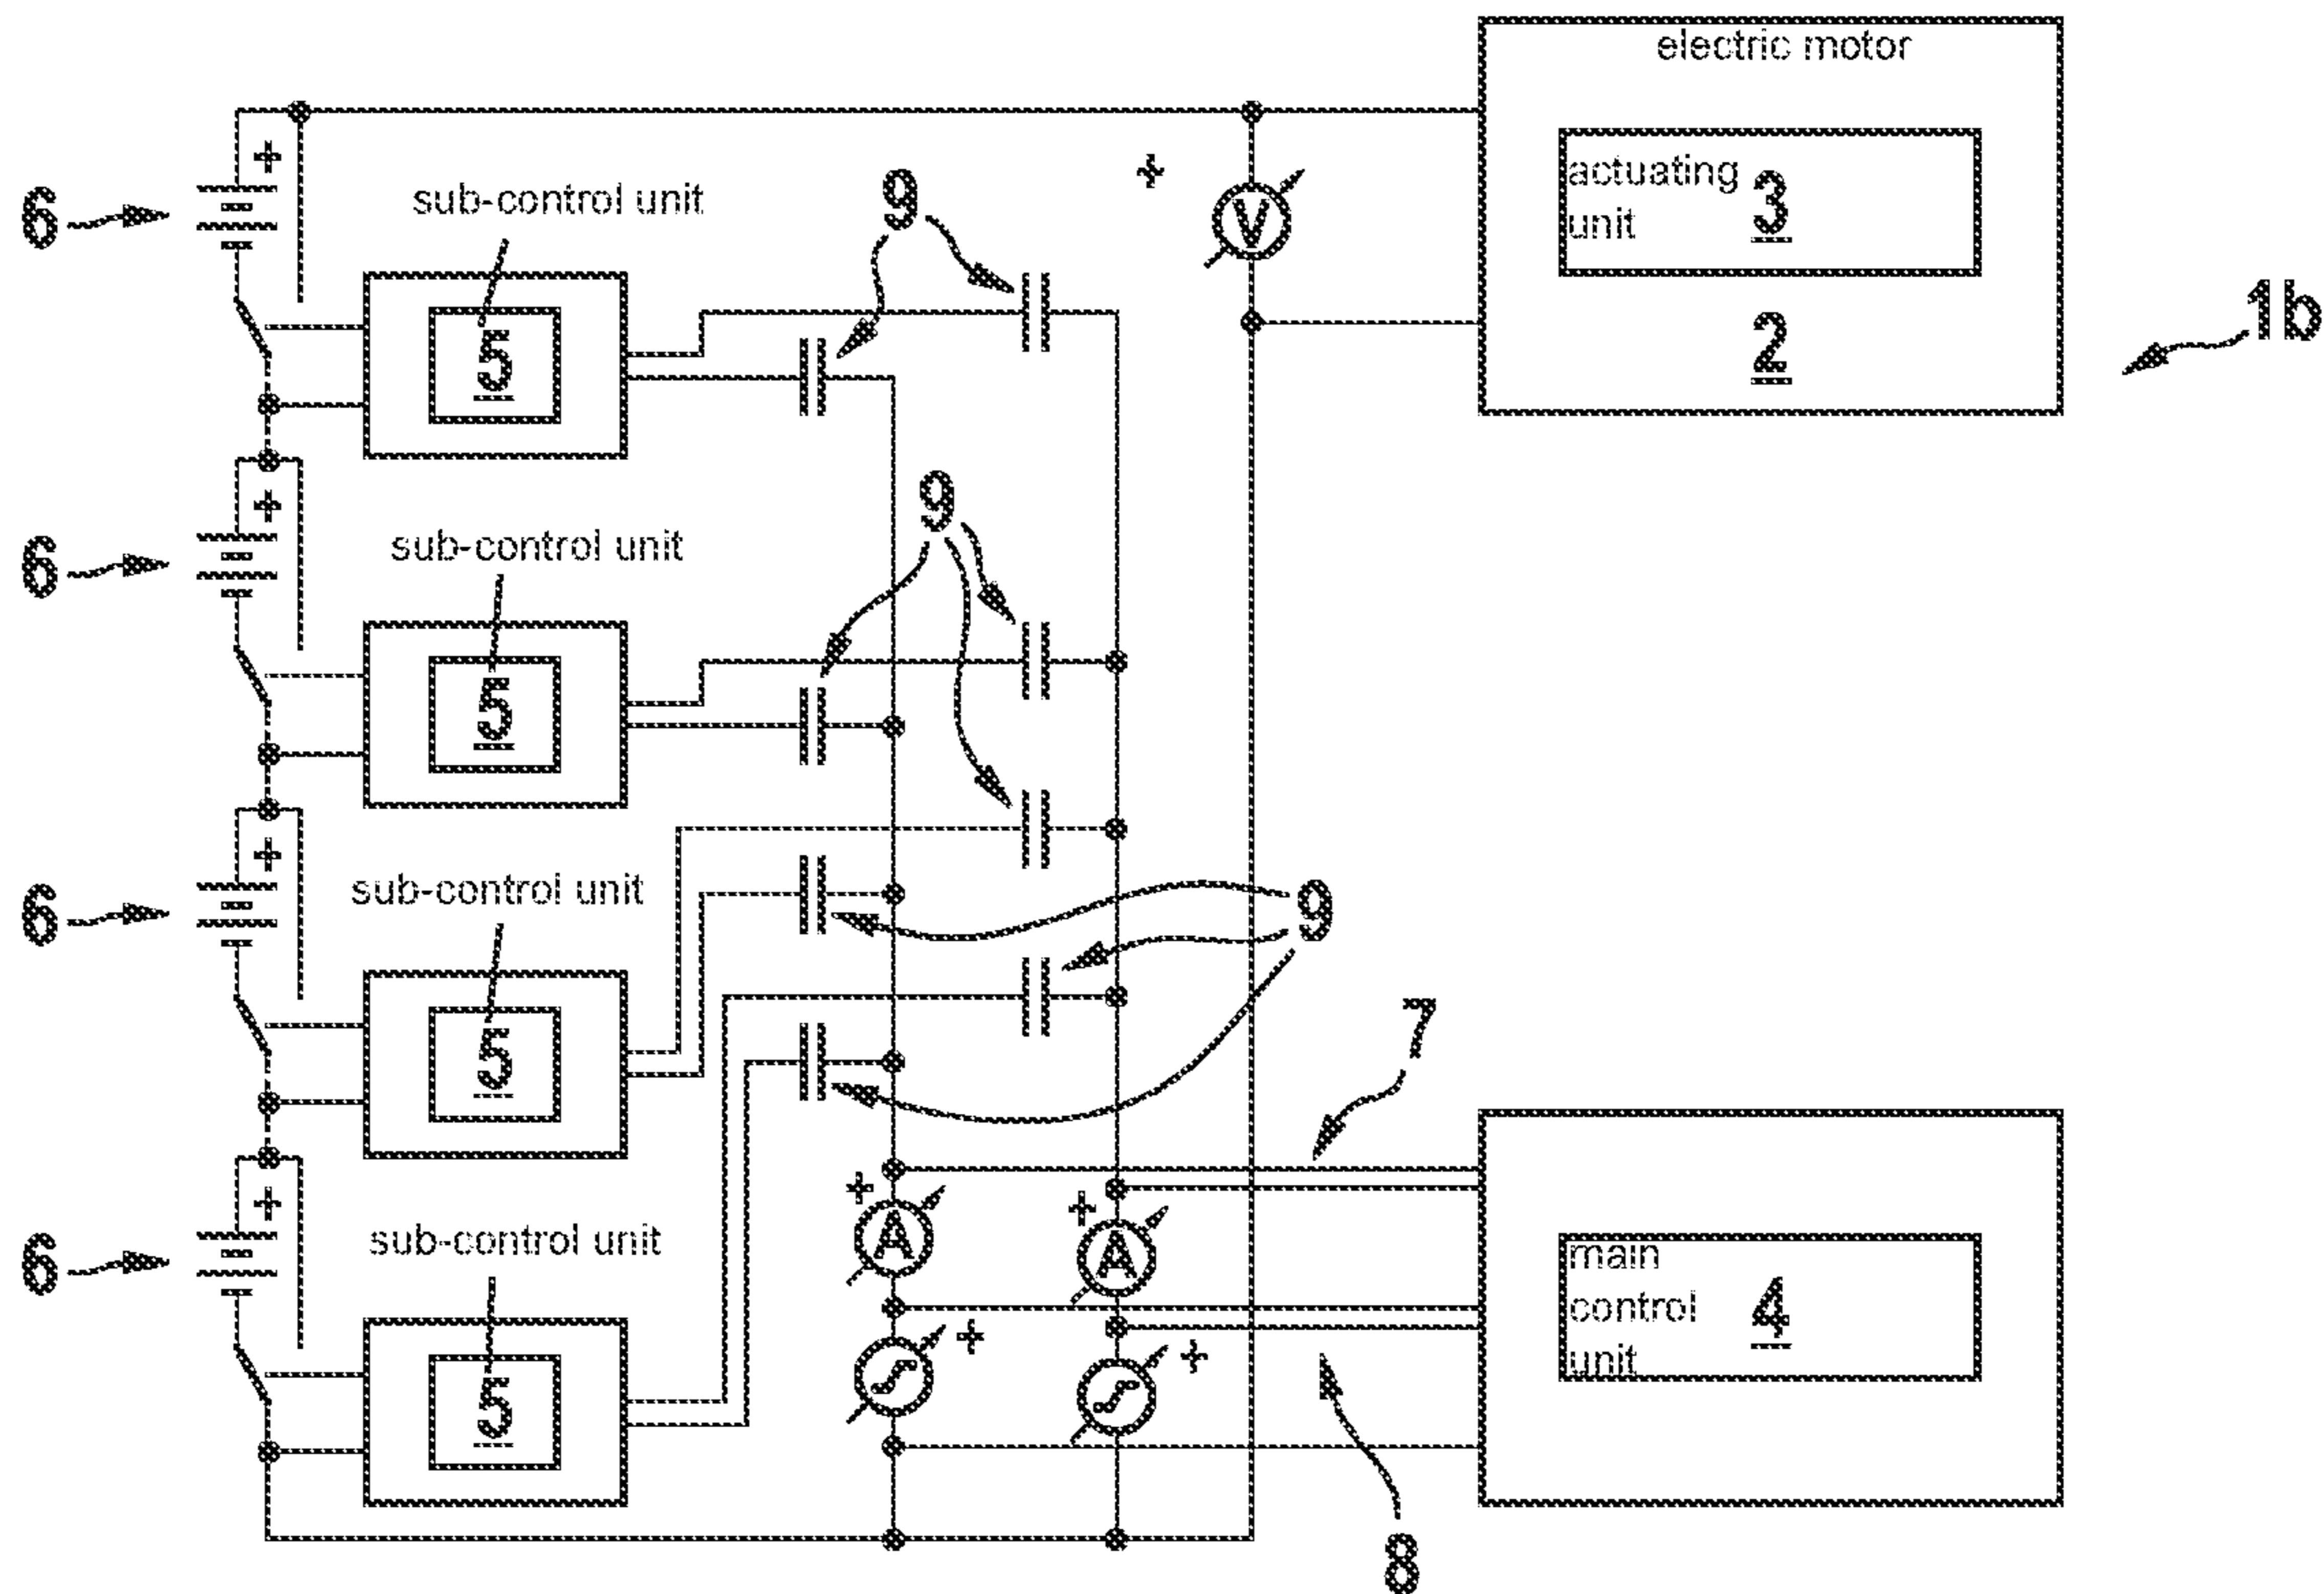 electric motor
actuating
unit
3
2
1b
6
+
sub-control unit
5
9
+
V
6
+
sub-control unit
5
9
6
+
sub-control unit
5
9
7
6
+
sub-control unit
5
+
A
+
A
+
+
main
control
unit
4
8